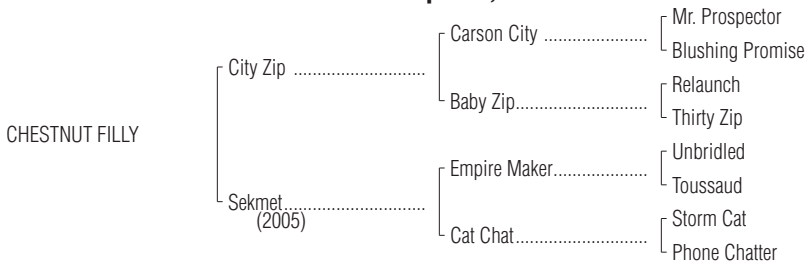 Mr. Prospector
Carson City ......................
Blushing Promise
City Zip ............................
Relaunch
Baby Zip............................
Thirty Zip
CHESTNUT FILLY
Unbridled
Empire Maker....................
Toussaud
Sekmet..............................
(2005)
Storm Cat
Cat Chat............................
Phone Chatter